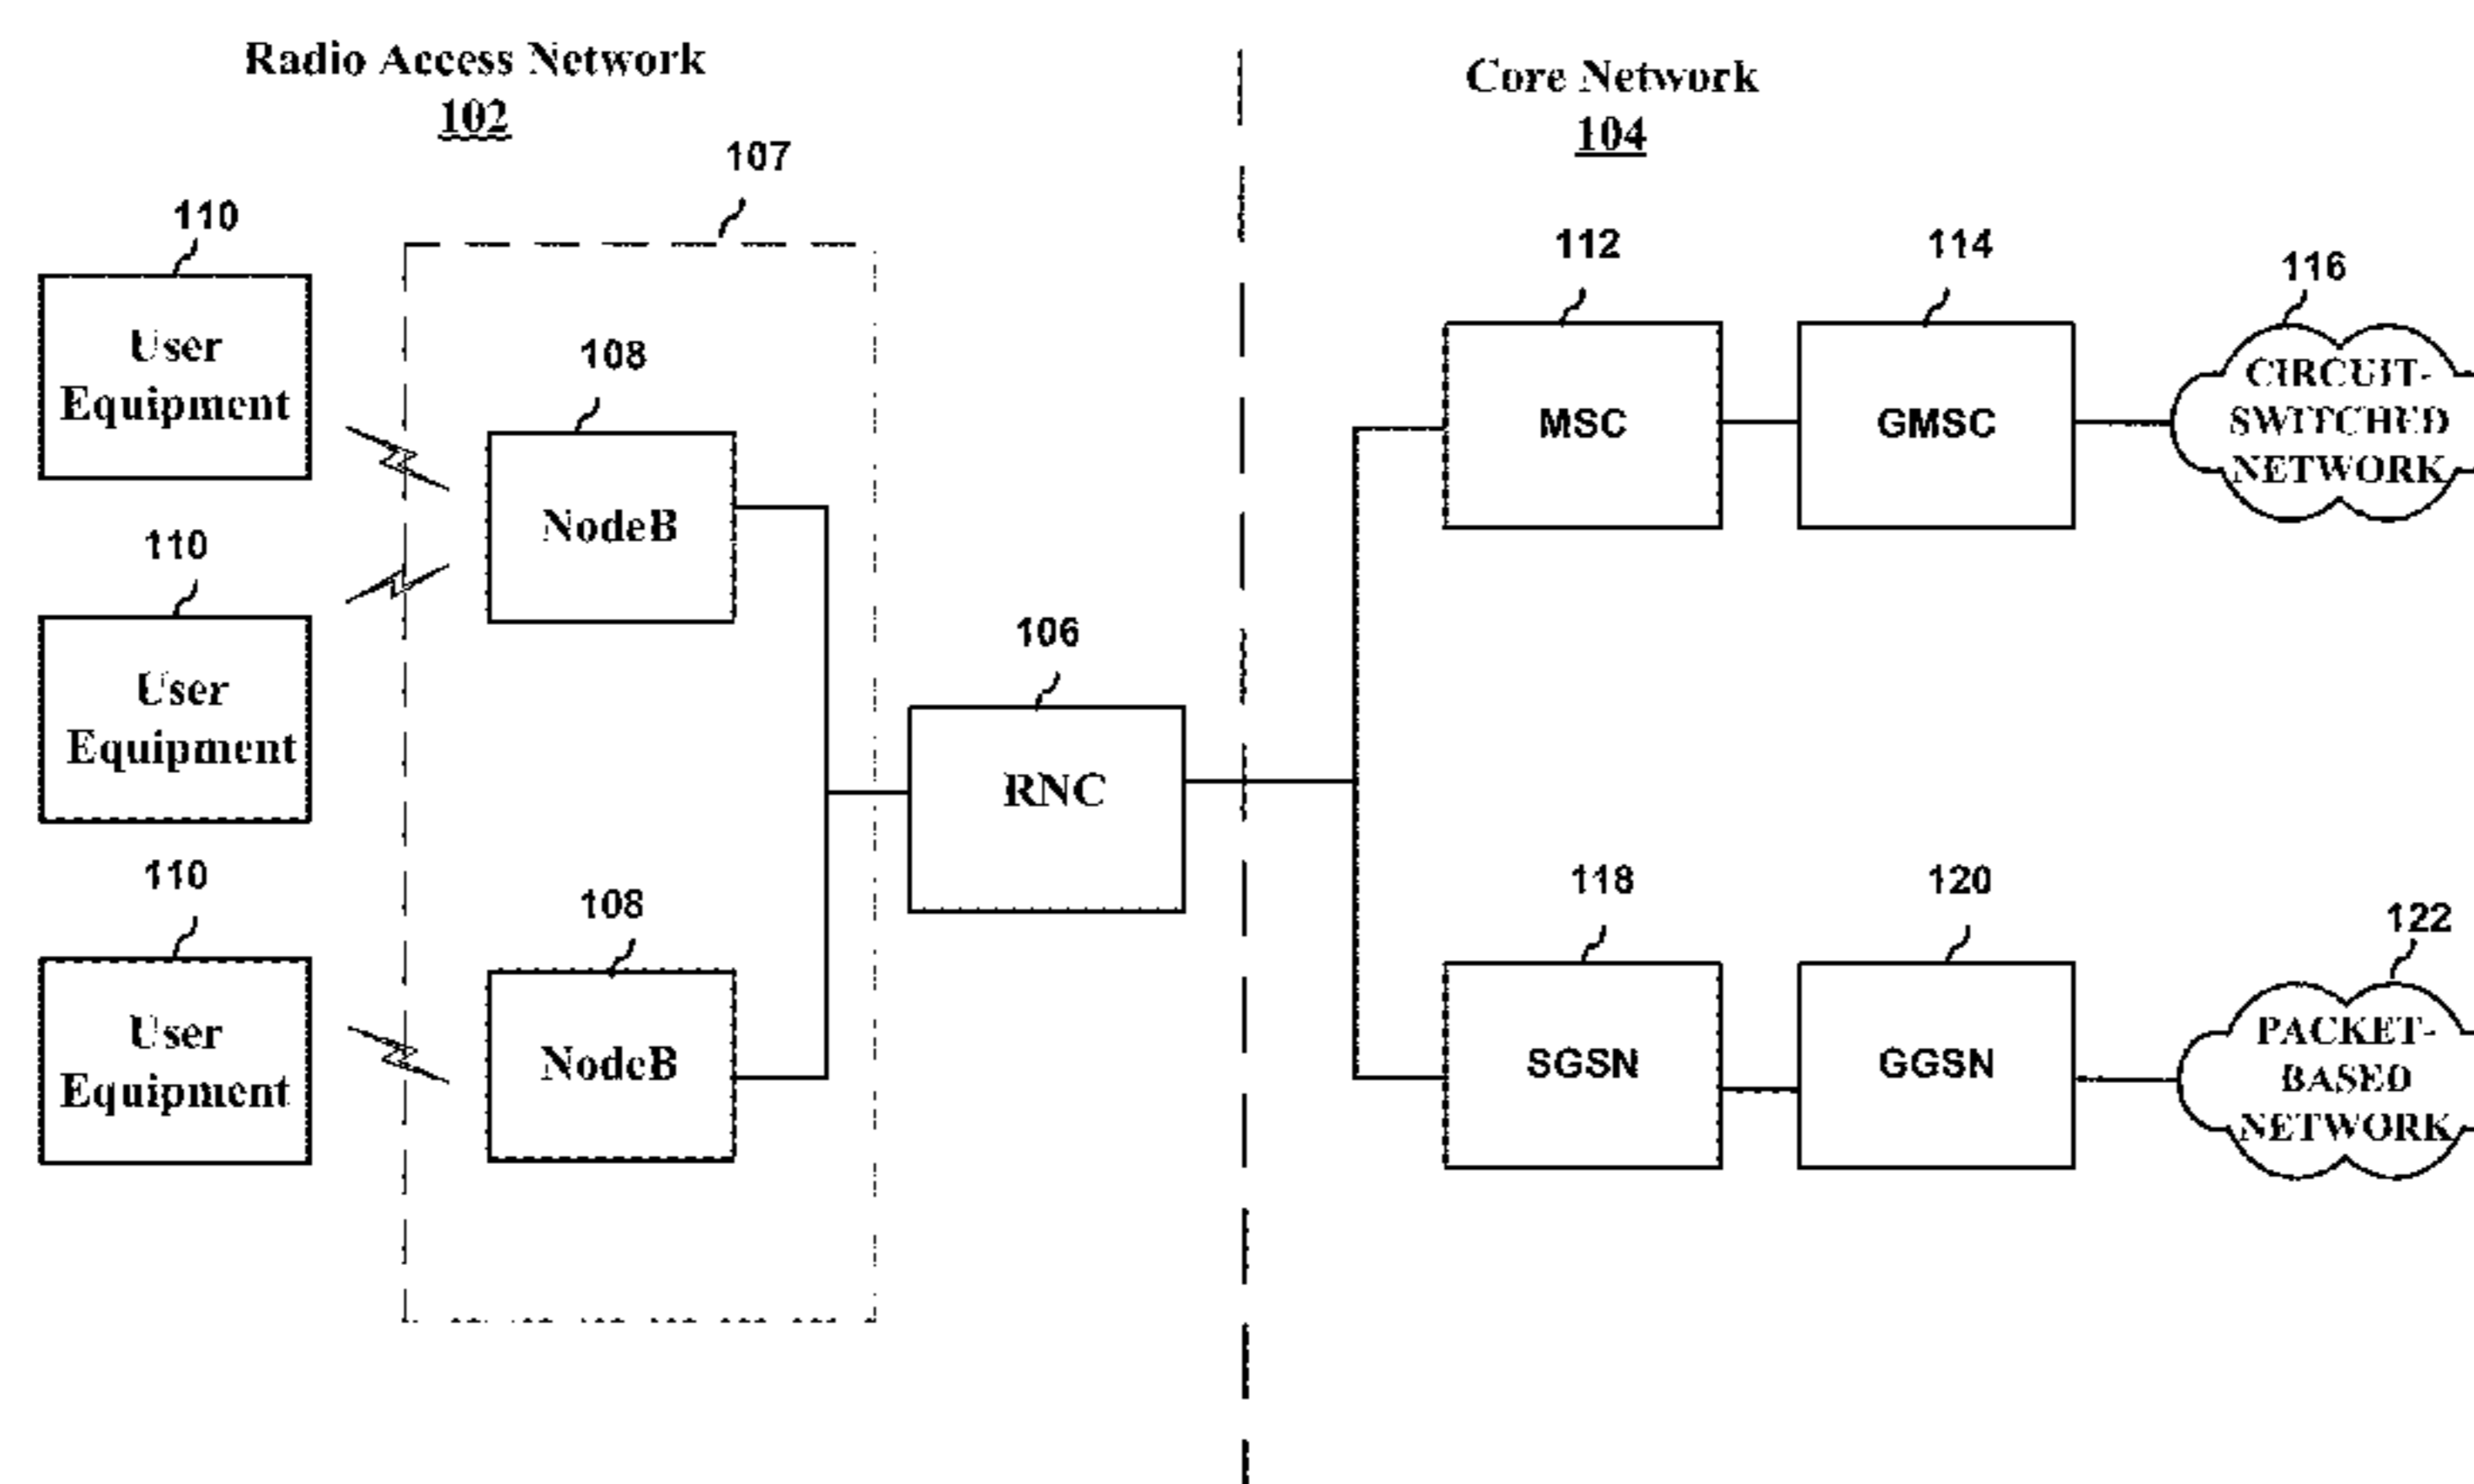 Radio Access Network
102
Core Network
104
107
110
User
Equipment
108
NodeB
110
User
Equipment
106
RNC
110
User
Equipment
108
NodeB
112
MSC
114
GMSC
116
CIRCUIT-
SWITCHED
NETWORK
118
SGSN
120
GGSN
122
PACKET-
BASED
NETWORK